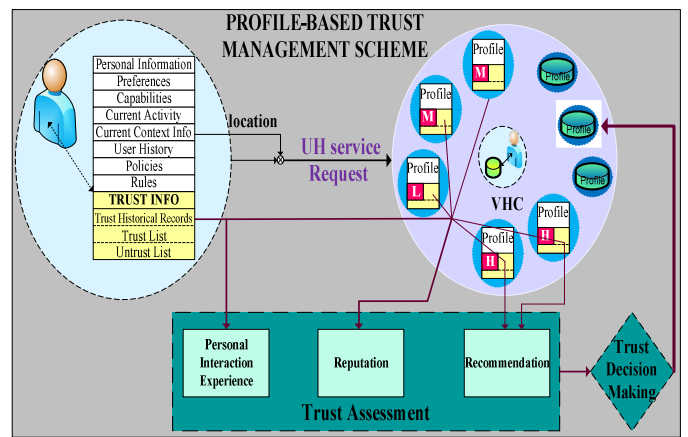 PROFILE-BASED TRUST
MANAGEMENT SCHEME
Personal Information
Preferences
Capabilities
Current Activity
Current Context Info
User History
Policies
Rules
TRUST INFO
Trust Historical Records
Trust List
Untrust List
location
UH service
Request
Profile
M
Profile
M
Profile
L
Profile
H
Profile
H
VHC
Profile
Profile
Profile
Personal
Interaction
Experience
Reputation
Recommendation
Trust Assessment
Trust
Decision
Making